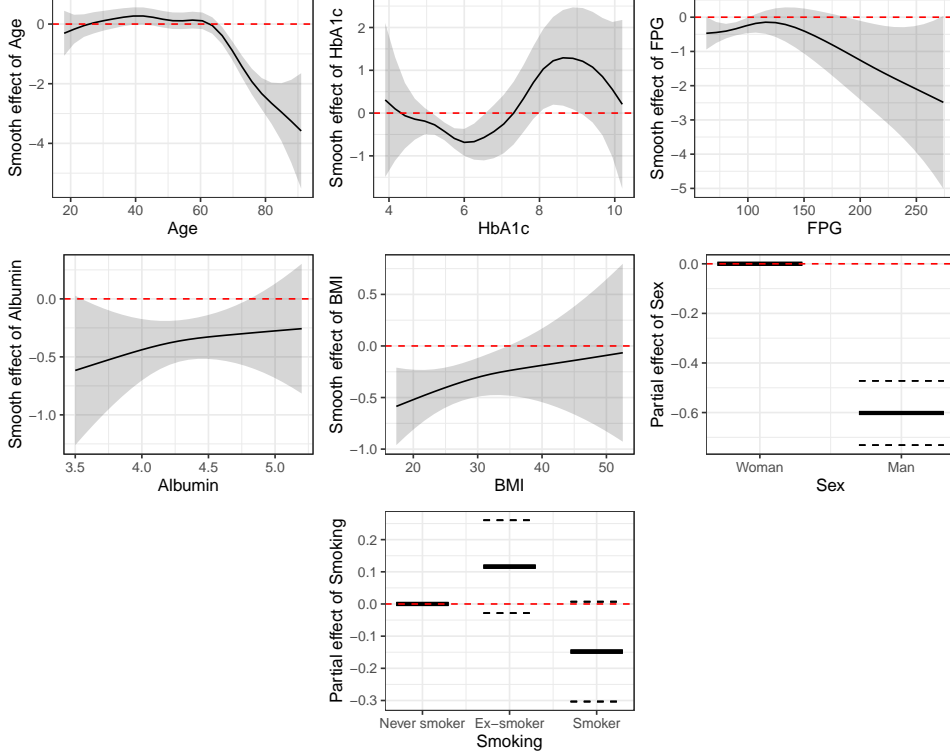 Smooth effect of Age
0
−2
−4
20 40 60 80
Age
Smooth effect of HbA1c
2
1
0
−1
4 6 8 10
HbA1c
Smooth effect of FPG
0
−1
−2
−3
−4
−5
100 150 200 250
FPG
Smooth effect of Albumin
0.0
−0.5
−1.0
3.5 4.0 4.5 5.0
Albumin
Smooth effect of BMI
0.5
0.0
−0.5
−1.0
20 30 40 50
BMI
Partial effect of Sex
0.0
−0.2
−0.4
−0.6
Woman Man
Sex
Partial effect of Smoking
0.2
0.1
0.0
−0.1
−0.2
−0.3
Never smoker Ex−smoker Smoker
Smoking